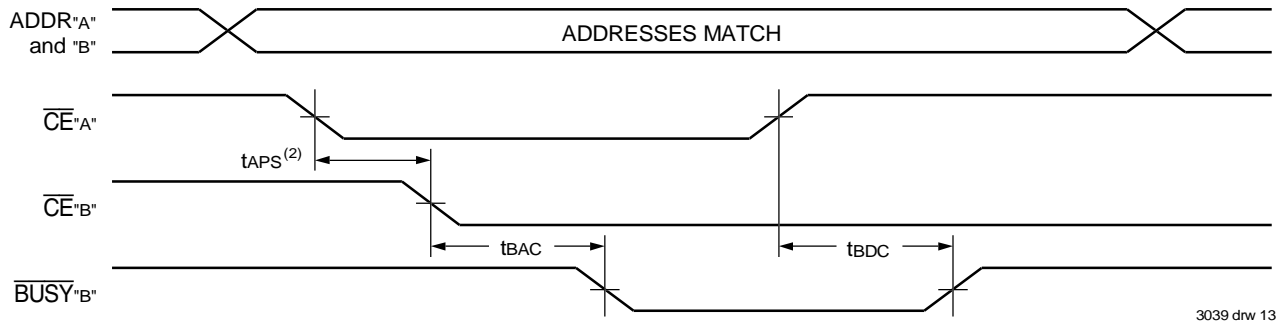 ADDR"A"
and "B"
ADDRESSES MATCH
CE"A"
tAPS(2)
CE"B"
tBAC
tBDC
BUSY"B"
3039 drw 13